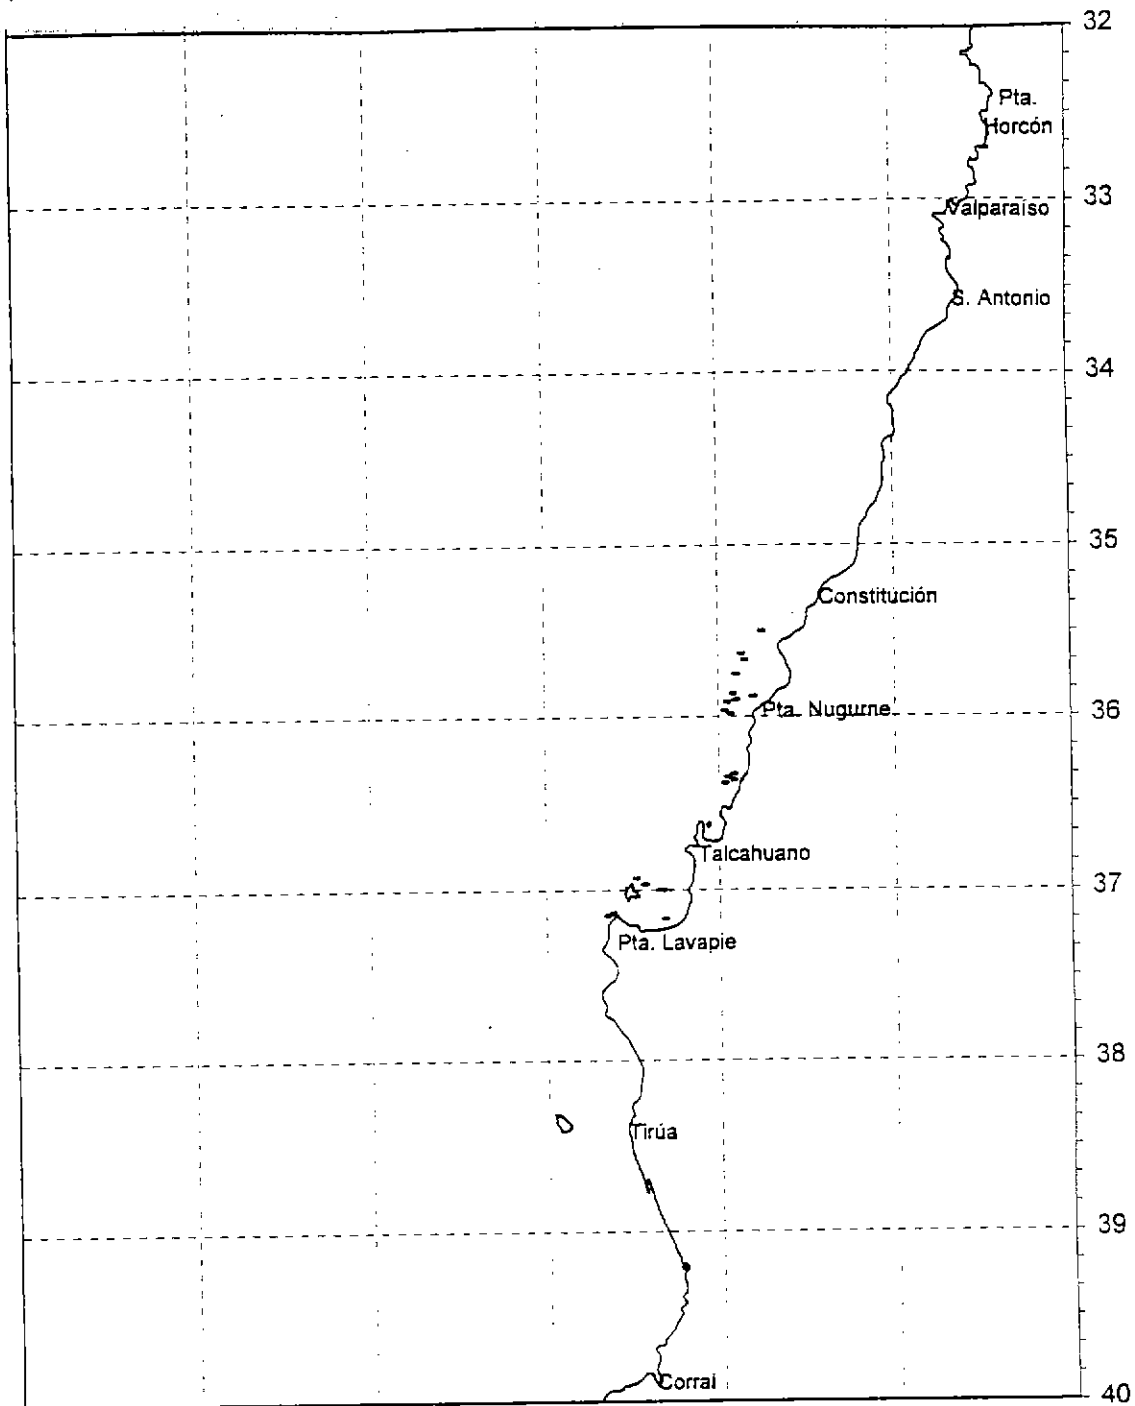 32
Pta.
Horcón
33
Valparaíso
S. Antonio
34
35
Constitución
36
Pta. Nugurne
Talcahuano
37
Pta. Lavapie
38
Tirúa
39
Corral
40